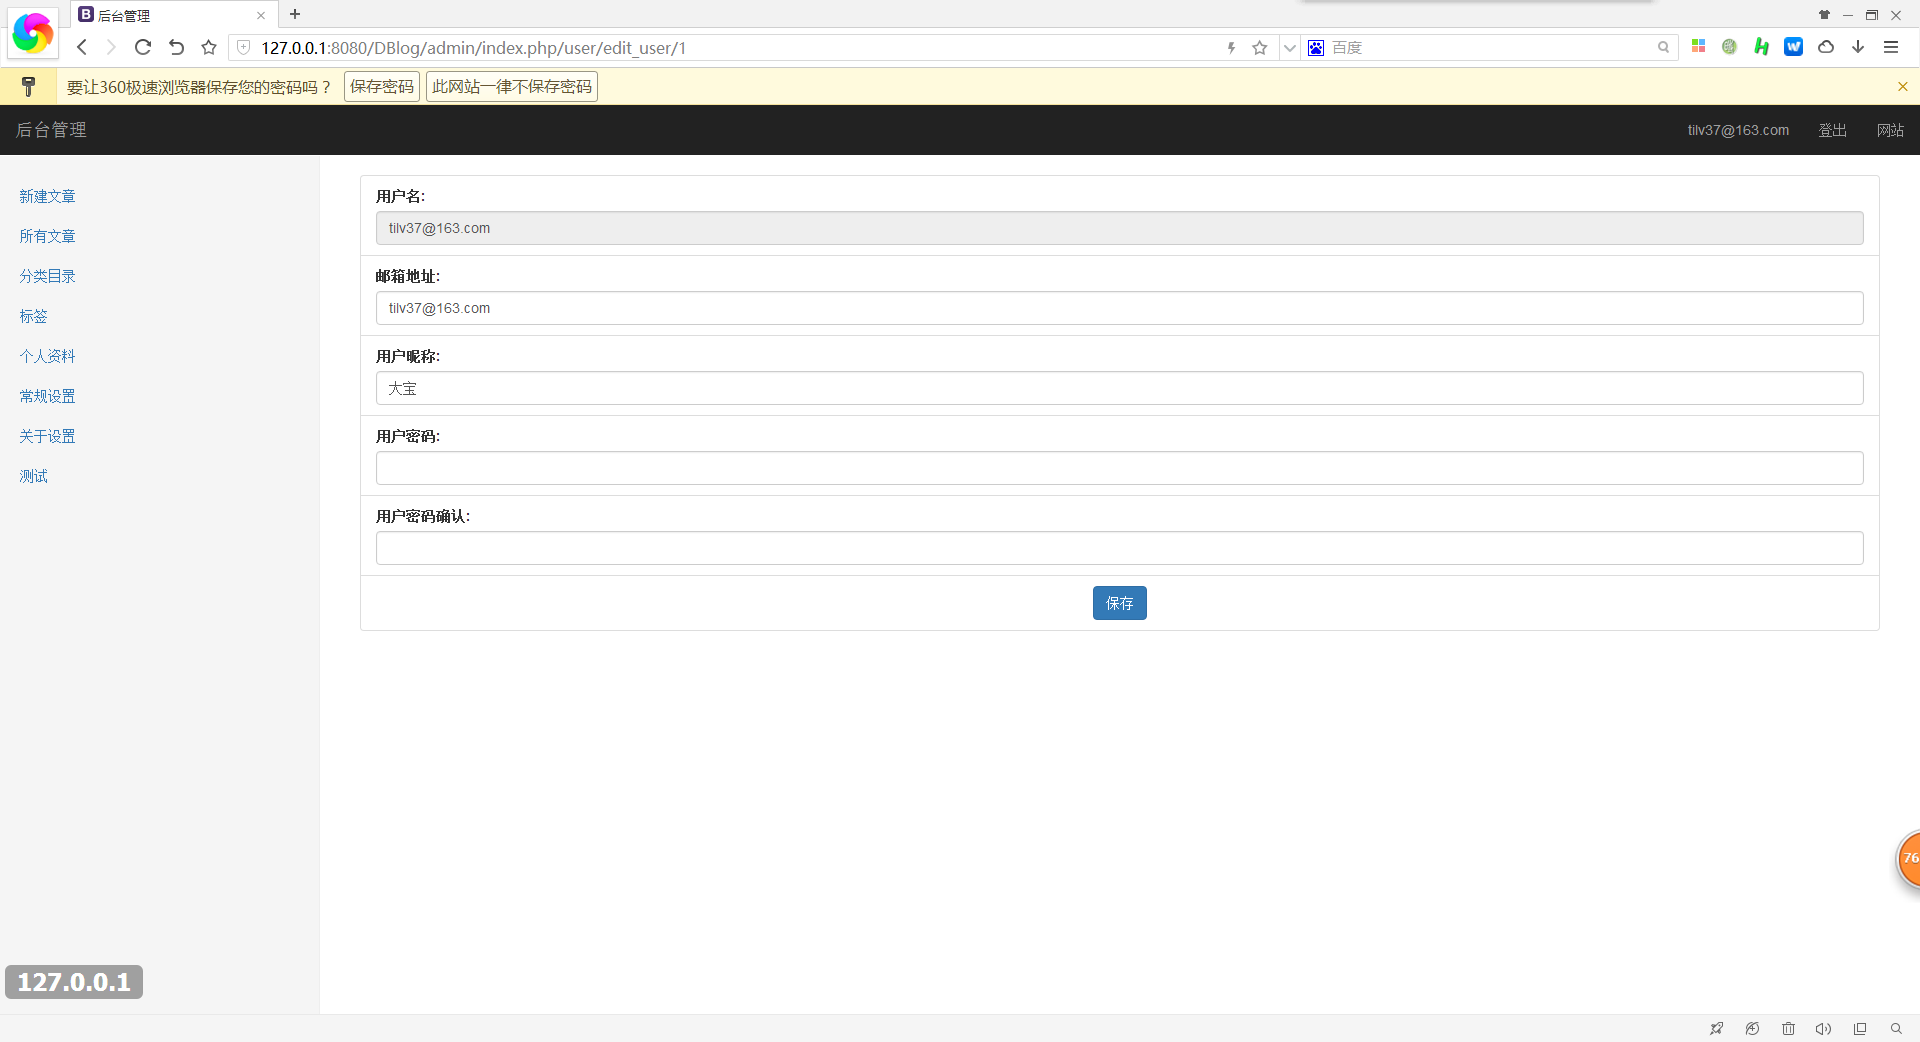 后台管理
127.0.0.1:8080/DBlog/admin/index.php/user/edit_user/1
百度
要让360极速浏览器保存您的密码吗？ 保存密码 此网站一律不保存密码
后台管理 tilv37@163.com 登出 网站
新建文章
所有文章
分类目录
标签
个人资料
常规设置
关于设置
测试
用户名:
tilv37@163.com
邮箱地址:
tilv37@163.com
用户昵称:
大宝
用户密码:
用户密码确认:
保存
76
127.0.0.1